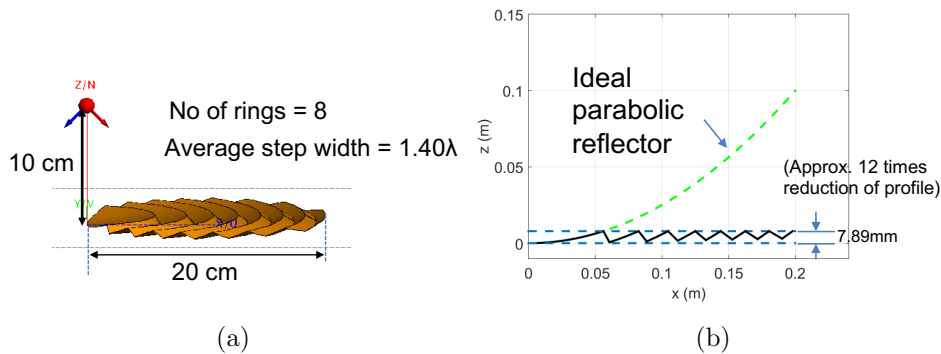 Z/N
No of rings = 8
Average step width = 1.40λ
10 cm
Y/V
X/U
20 cm
(a)
0.15
0.1
0.05
0
z (m)
Ideal
parabolic
reflector
(Approx. 12 times
reduction of profile)
7.89mm
0
0.05
0.1
0.15
0.2
x (m)
(b)